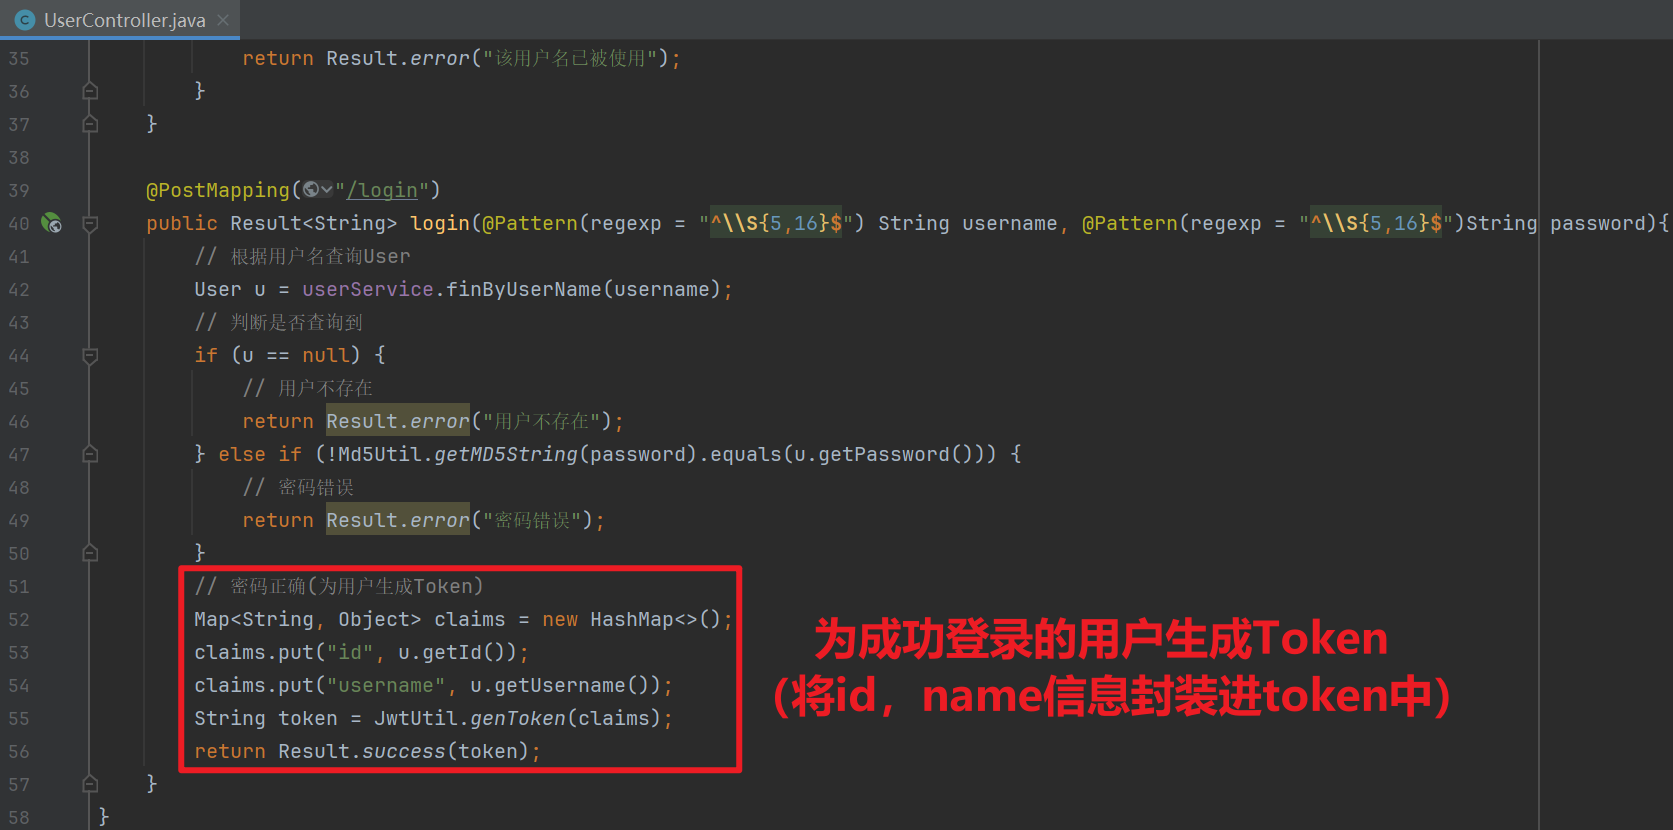 UserController.java
35 return Result.error("该用户名已被使用");
36 }
37 }
38
39 @PostMapping("/login")
40 public Result<String> login(@Pattern(regexp = "^\\S{5,16}$") String username, @Pattern(regexp = "^\\S{5,16}$")String password){
41 // 根据用户名查询User
42 User u = userService.finByUserName(username);
43 // 判断是否查询到
44 if (u == null) {
45 // 用户不存在
46 return Result.error("用户不存在");
47 } else if (!Md5Util.getMD5String(password).equals(u.getPassword())) {
48 // 密码错误
49 return Result.error("密码错误");
50 }
51 // 密码正确(为用户生成Token)
52 Map<String, Object> claims = new HashMap<>();
53 claims.put("id", u.getId());
54 claims.put("username", u.getUsername());
55 String token = JwtUtil.genToken(claims);
56 return Result.success(token);
57 }
58 }
为成功登录的用户生成Token
（将id，name信息封装进token中）